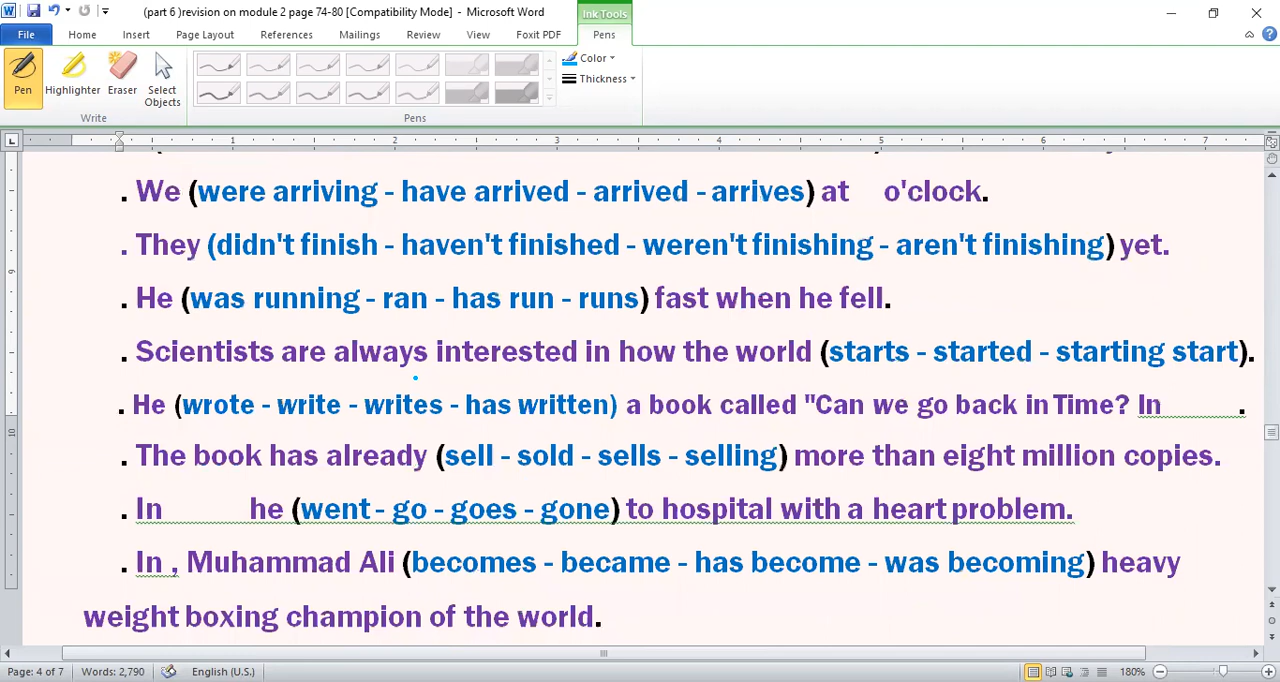 (part 6 )revision on module 2 page 74-80 [Compatibility Mode] - Microsoft Word
Ink Tools
File Home Insert Page Layout References Mailings Review View Foxit PDF Pens
Pen Highlighter Eraser Select Objects
Color
Thickness
Write Pens
1 2 3 4 5 6 7
. We (were arriving - have arrived - arrived - arrives) at o'clock.
. They (didn't finish - haven't finished - weren't finishing - aren't finishing) yet.
. He (was running - ran - has run - runs) fast when he fell.
. Scientists are always interested in how the world (starts - started - starting start).
. He (wrote - write - writes - has written) a book called "Can we go back in Time? In .
. The book has already (sell - sold - sells - selling) more than eight million copies.
. In he (went - go - goes - gone) to hospital with a heart problem.
. In , Muhammad Ali (becomes - became - has become - was becoming) heavy
weight boxing champion of the world.
Page: 4 of 7 Words: 2,790 English (U.S.) 180%